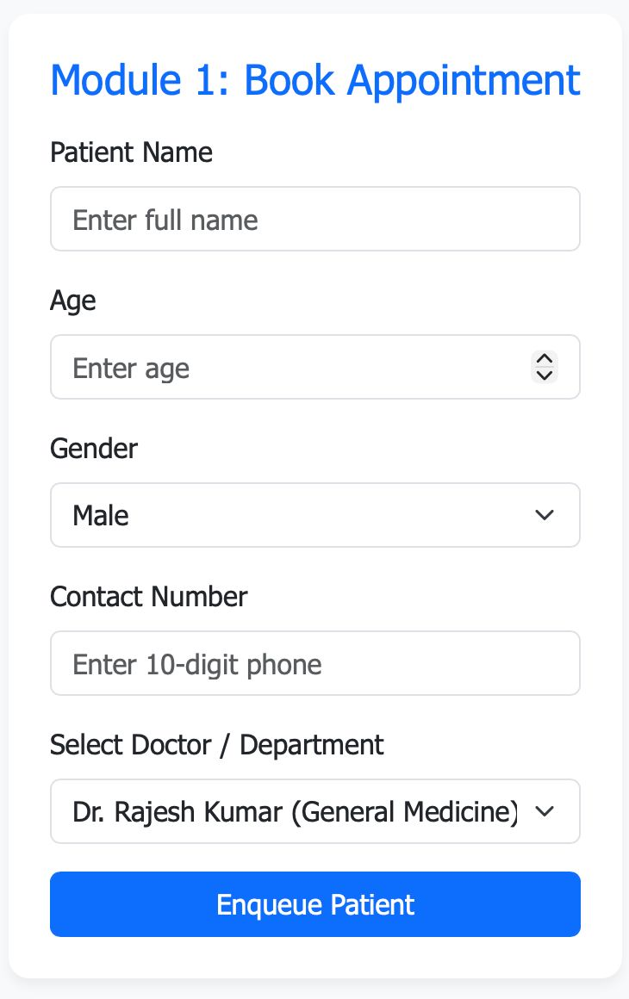 Module 1: Book Appointment
Patient Name
Enter full name
Age
Enter age
Gender
Male
Contact Number
Enter 10-digit phone
Select Doctor / Department
Dr. Rajesh Kumar (General Medicine)
Enqueue Patient